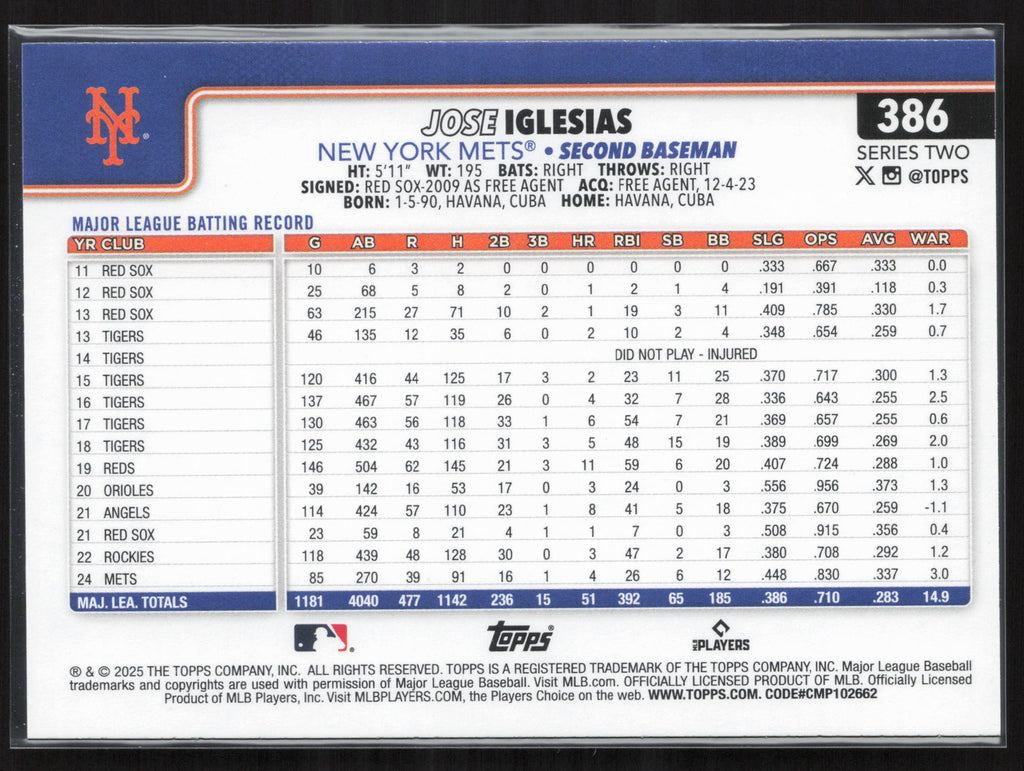 NY
386
JOSE IGLESIAS
NEW YORK METS® • SECOND BASEMAN
SERIES TWO
@TOPPS
HT: 5'11" WT: 195 BATS: RIGHT THROWS: RIGHT
SIGNED: RED SOX-2009 AS FREE AGENT ACQ: FREE AGENT, 12-4-23
BORN: 1-5-90, HAVANA, CUBA HOME: HAVANA, CUBA
MAJOR LEAGUE BATTING RECORD
YR CLUB G AB R H 2B 3B HR RBI SB BB SLG OPS AVG WAR
11 RED SOX 10 6 3 2 0 0 0 0 0 0 .333 .667 .333 0.0
12 RED SOX 25 68 5 8 2 0 1 2 1 4 .191 .391 .118 0.3
13 RED SOX 63 215 27 71 10 2 1 19 3 11 .409 .785 .330 1.7
13 TIGERS 46 135 12 35 6 0 2 10 2 4 .348 .654 .259 0.7
14 TIGERS DID NOT PLAY - INJURED
15 TIGERS 120 416 44 125 17 3 2 23 11 25 .370 .717 .300 1.3
16 TIGERS 137 467 57 119 26 0 4 32 7 28 .336 .643 .255 2.5
17 TIGERS 130 463 56 118 33 1 6 54 7 21 .369 .657 .255 0.6
18 TIGERS 125 432 43 116 31 3 5 48 15 19 .389 .699 .269 2.0
19 REDS 146 504 62 145 21 3 11 59 6 20 .407 .724 .288 1.0
20 ORIOLES 39 142 16 53 17 0 3 24 0 3 .556 .956 .373 1.3
21 ANGELS 114 424 57 110 23 1 8 41 5 18 .375 .670 .259 -1.1
21 RED SOX 23 59 8 21 4 1 1 7 0 3 .508 .915 .356 0.4
22 ROCKIES 118 439 48 128 30 0 3 47 2 17 .380 .708 .292 1.2
24 METS 85 270 39 91 16 1 4 26 6 12 .448 .830 .337 3.0
MAJ. LEA. TOTALS 1181 4040 477 1142 236 15 51 392 65 185 .386 .710 .283 14.9
Topps® MLB PLAYERS
® & © 2025 THE TOPPS COMPANY, INC. ALL RIGHTS RESERVED. TOPPS IS A REGISTERED TRADEMARK OF THE TOPPS COMPANY, INC. Major League Baseball
trademarks and copyrights are used with permission of Major League Baseball. Visit MLB.com. OFFICIALLY LICENSED PRODUCT OF MLB. Officially Licensed
Product of MLB Players, Inc. Visit MLBPLAYERS.COM, the Players Choice on the web. WWW.TOPPS.COM. CODE#CMP102662